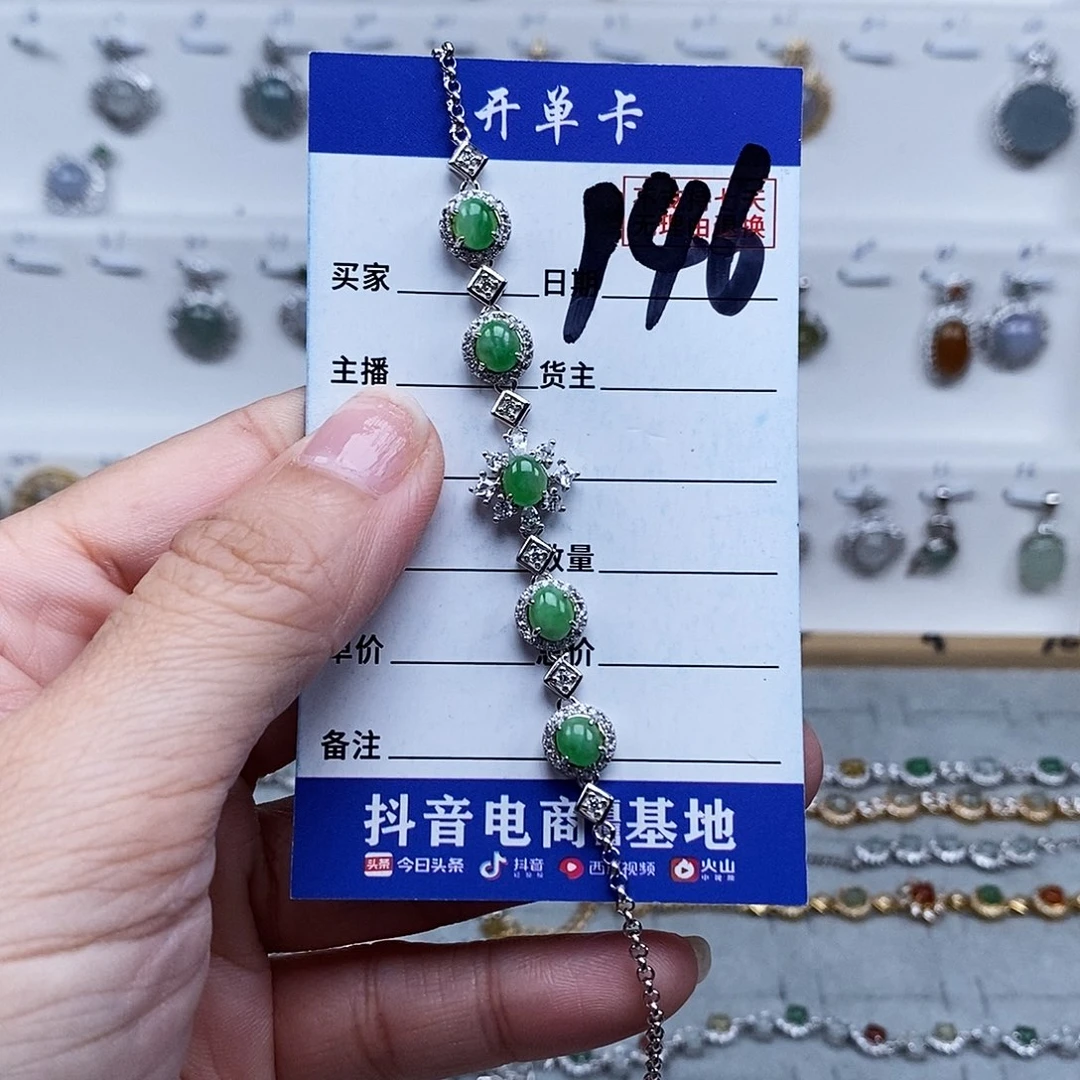 开单卡
146
买家 日期
主播 货主
数量
单价 总价
备注
抖音电商 基地
头条 今日头条 抖音 西瓜视频 火山